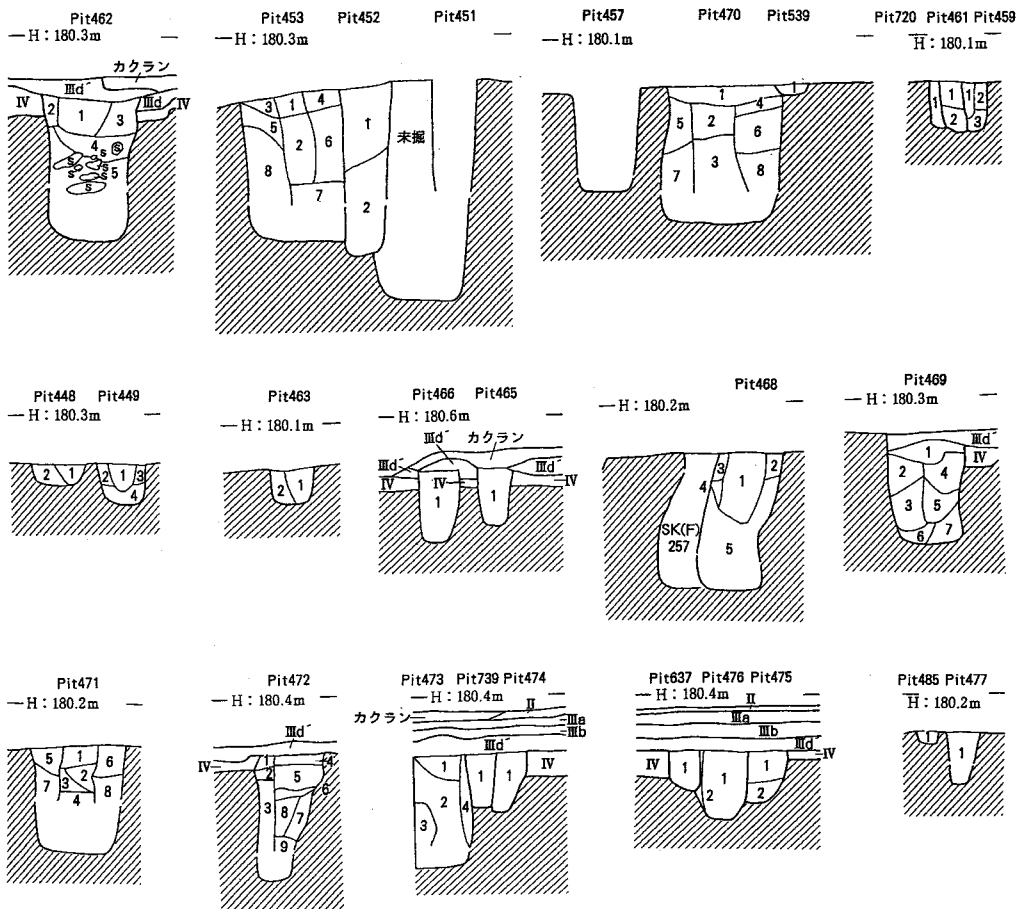 Pit462
H：180.3m
カクラン
Ⅲd´
Ⅳ Ⅲd Ⅳ
2 1 3
4 s ⓢ
s s s s 5
s
Pit453 Pit452 Pit451
H：180.3m
3 1 4
5 2 6 1 未掘
8
7 2
Pit457 Pit470 Pit539
H：180.1m
1 1
4
5 2 6
7 3 8
Pit720 Pit461 Pit459
H：180.1m
1 1 1 2
2 3
Pit448 Pit449
H：180.3m
2 1 2 1 3
4
Pit463
H：180.1m
2 1
Pit466 Pit465
H：180.6m
Ⅲd´ カクラン
Ⅲd´ Ⅲd´
Ⅳ Ⅳ Ⅳ
1 1
Pit468
H：180.2m
3 2
4 1
SK(F)
257 5
Pit469
H：180.3m
Ⅲd´
1 Ⅳ
2 4
3 5
6 7
Pit471
H：180.2m
5 1 6
7 3 2 8
4
Pit472
H：180.4m
Ⅲd´
Ⅳ 1 4
2 5
6
3 8 7
9
Pit473 Pit739 Pit474
H：180.4m
Ⅱ
カクラン Ⅲa
Ⅲb
Ⅲd´
1 1 1 Ⅳ
2
3 4
Pit637 Pit476 Pit475
H：180.4m
Ⅱ
Ⅲa
Ⅲb
Ⅲd
Ⅳ 1 1 1 Ⅳ
2 2
Pit485 Pit477
H：180.2m
1 1